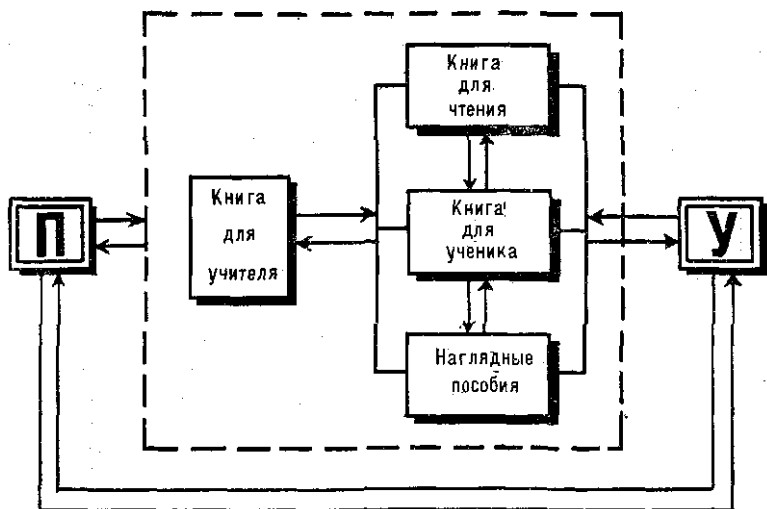 Книга
для
чтения
П
Книга
для
учителя
Книга
для
ученика
У
Наглядные
пособия